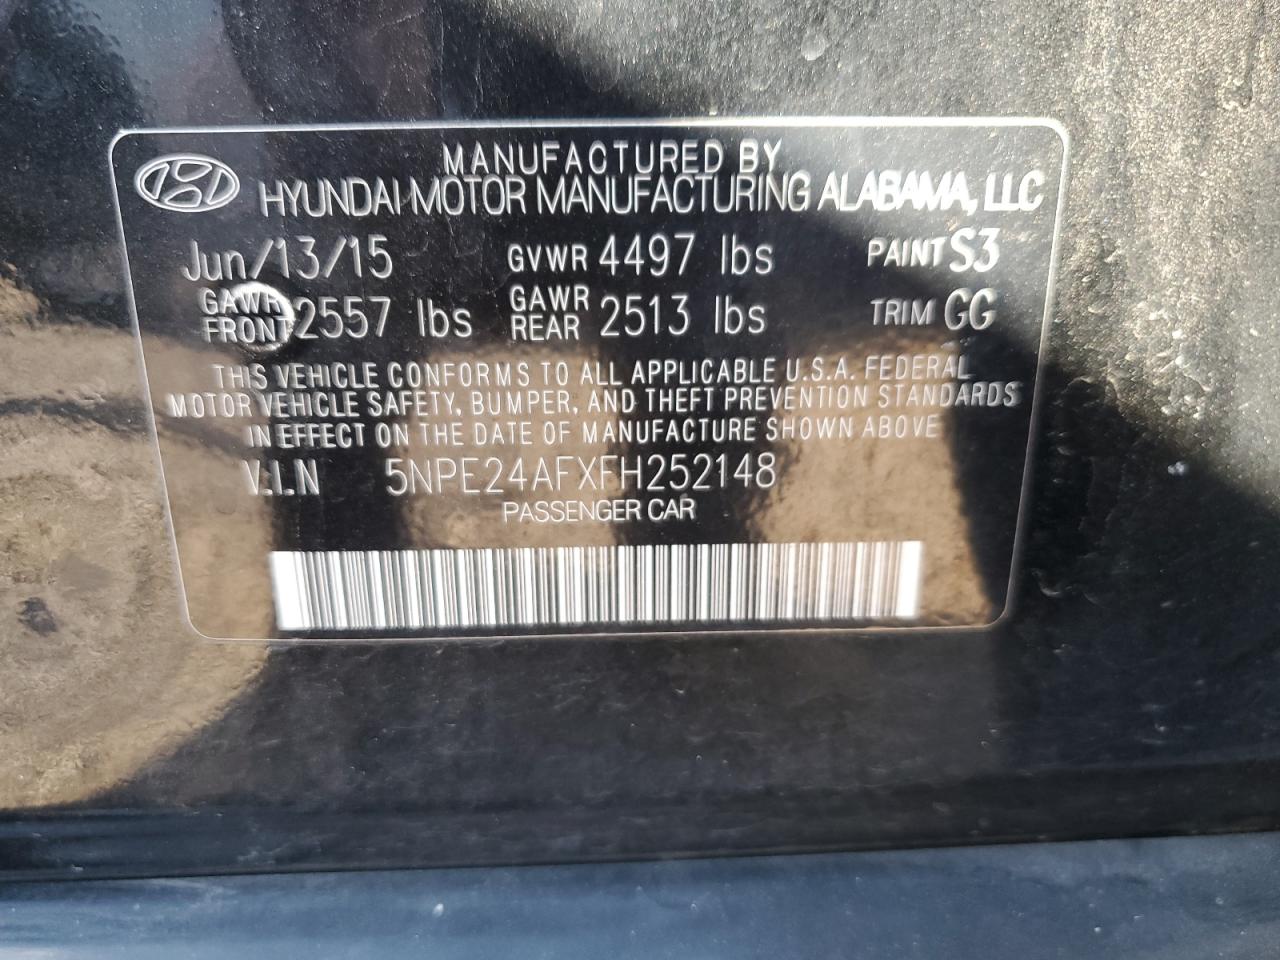 MANUFACTURED BY
HYUNDAI MOTOR MANUFACTURING ALABAMA, LLC
Jun/13/15 GVWR 4497 lbs PAINT S3
GAWR FRONT 2557 lbs GAWR REAR 2513 lbs TRIM GG
THIS VEHICLE CONFORMS TO ALL APPLICABLE U.S.A. FEDERAL
MOTOR VEHICLE SAFETY, BUMPER, AND THEFT PREVENTION STANDARDS
IN EFFECT ON THE DATE OF MANUFACTURE SHOWN ABOVE
V.I.N 5NPE24AFXFH252148
PASSENGER CAR